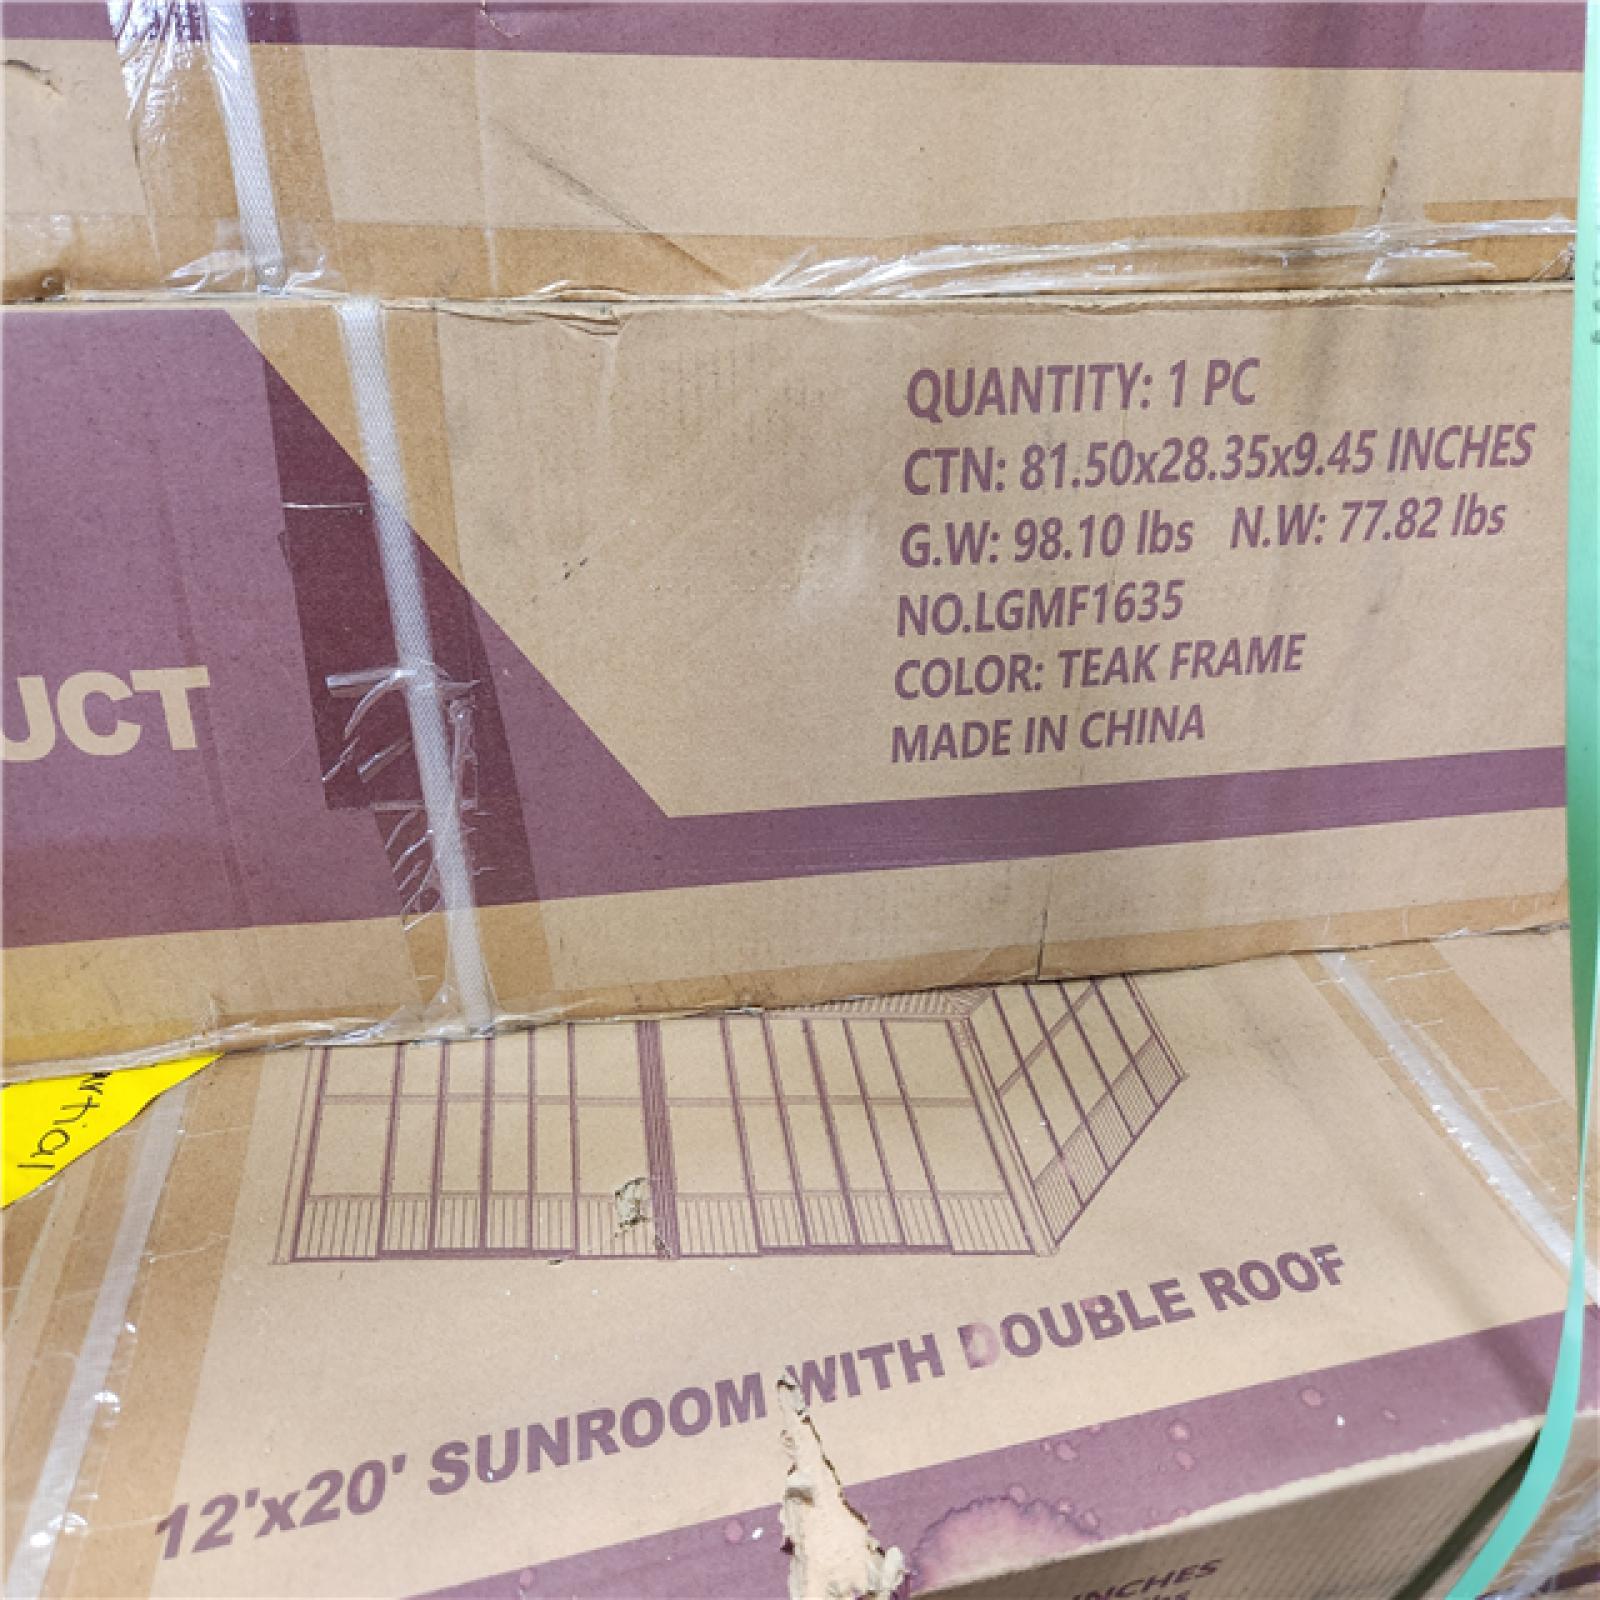 QUANTITY: 1 PC
CTN: 81.50x28.35x9.45 INCHES
G.W: 98.10 lbs N.W: 77.82 lbs
NO.LGMF1635
COLOR: TEAK FRAME
MADE IN CHINA
UCT
12'x20' SUNROOM WITH DOUBLE ROOF
INCHES